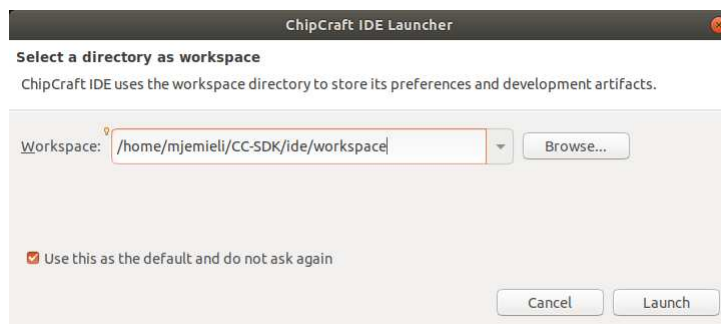 ChipCraft IDE Launcher
Select a directory as workspace
ChipCraft IDE uses the workspace directory to store its preferences and development artifacts.
Workspace: /home/mjemieli/CC-SDK/ide/workspace Browse...
Use this as the default and do not ask again
Cancel Launch